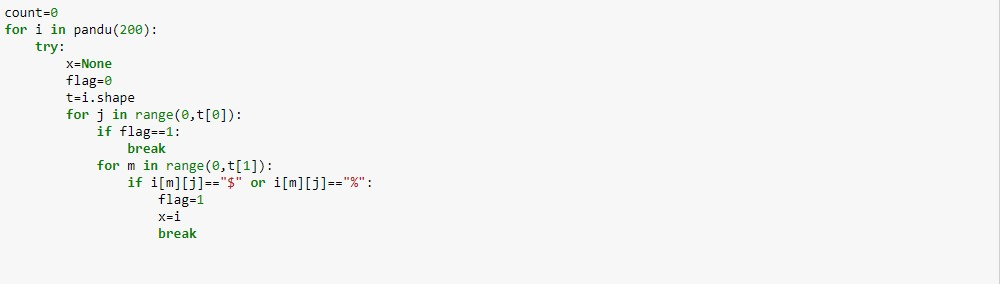 count=0
for i in pandu(200):
    try:
        x=None
        flag=0
        t=i.shape
        for j in range(0,t[0]):
            if flag==1:
                break
            for m in range(0,t[1]):
                if i[m][j]=="$" or i[m][j]=="%":
                    flag=1
                    x=i
                    break